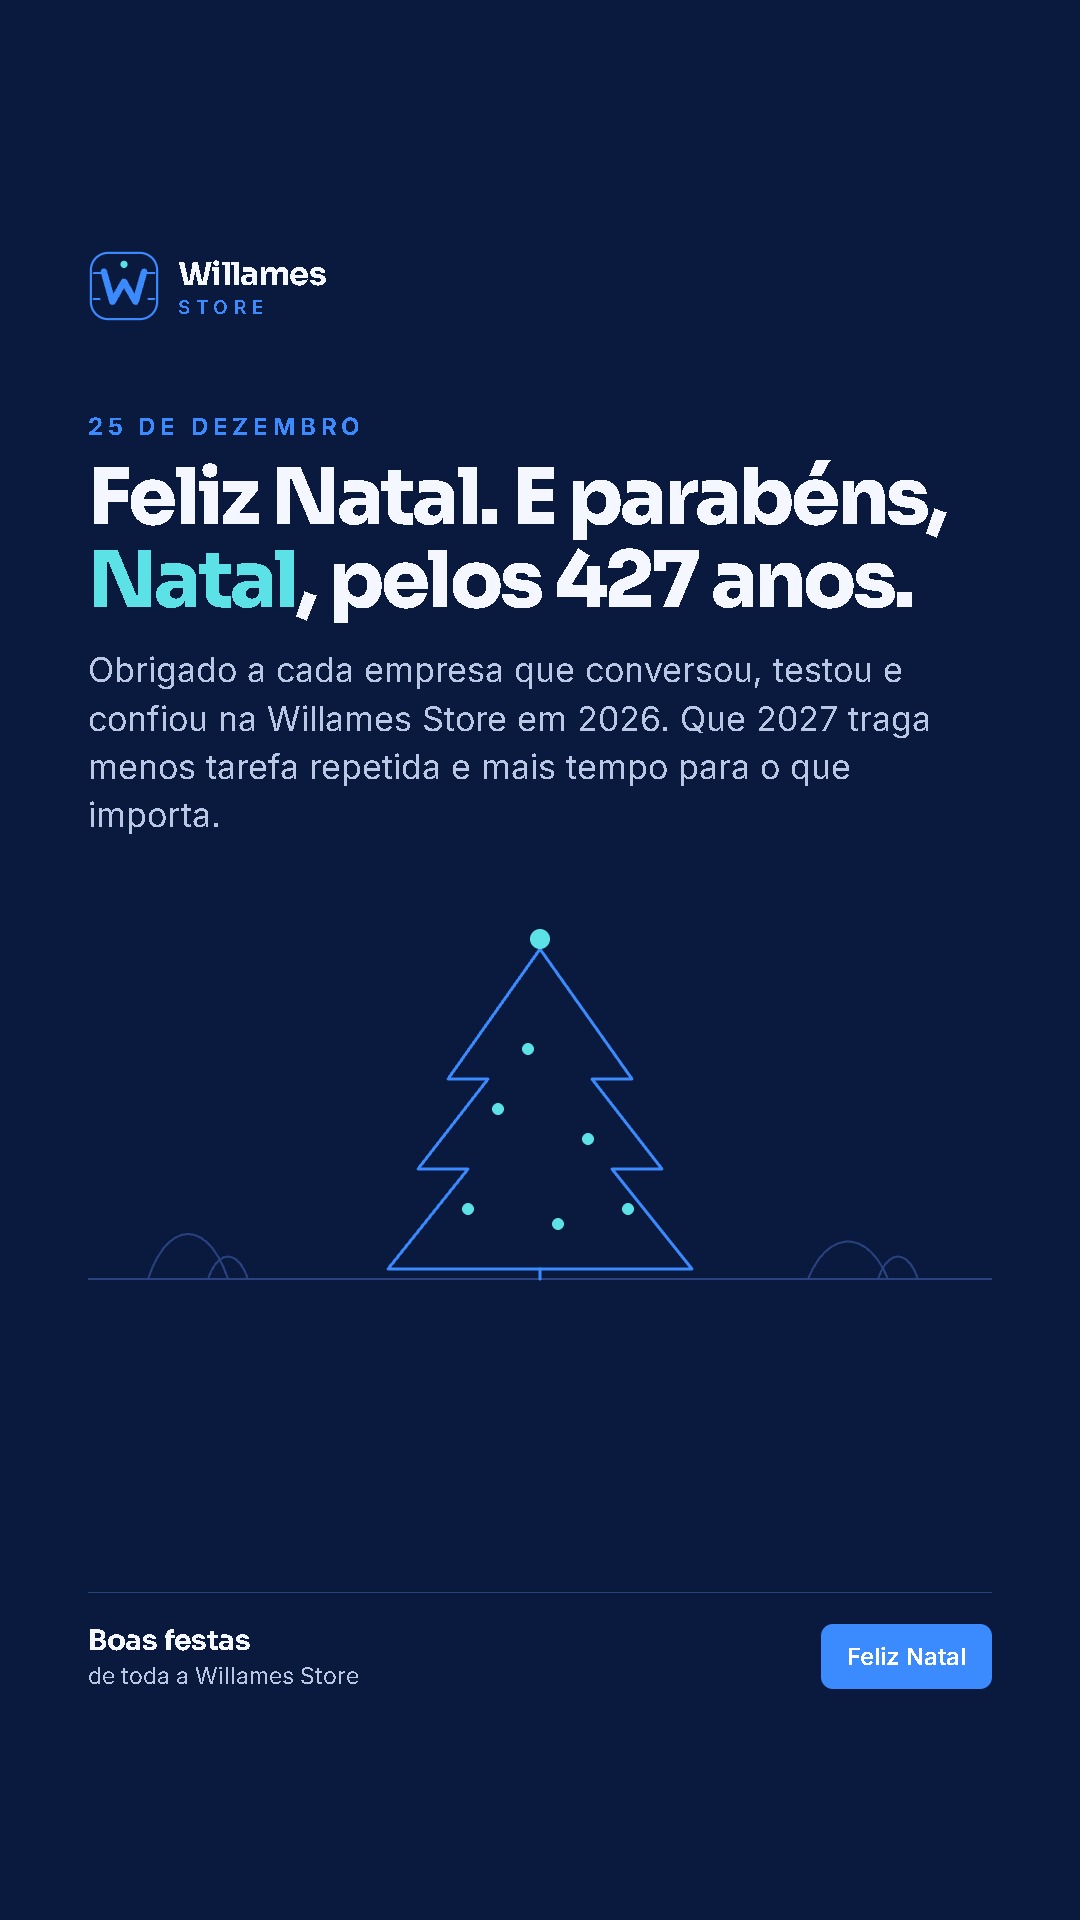 Willames
STORE
25 DE DEZEMBRO
Feliz Natal. E parabéns,
Natal, pelos 427 anos.
Obrigado a cada empresa que conversou, testou e
confiou na Willames Store em 2026. Que 2027 traga
menos tarefa repetida e mais tempo para o que
importa.
Boas festas
de toda a Willames Store
Feliz Natal